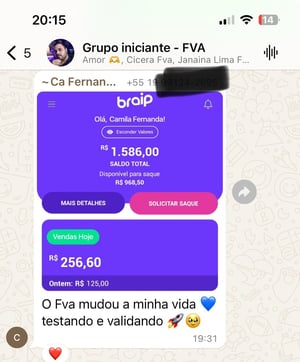 20:15
14
5
Grupo iniciante - FVA
Amor 🫶, Cicera Fva, Janaina Lima F...
~Ca Fernan...
+55 19
braip
Olá, Camila Fernanda!
Esconder Valores
R$ 1.586,00
SALDO TOTAL
Disponível para saque
R$ 968,50
MAIS DETALHES
SOLICITAR SAQUE
Vendas Hoje
R$ 256,60
Ontem: R$ 125,00
O Fva mudou a minha vida 💙
testando e validando 🚀🥹
19:31
C